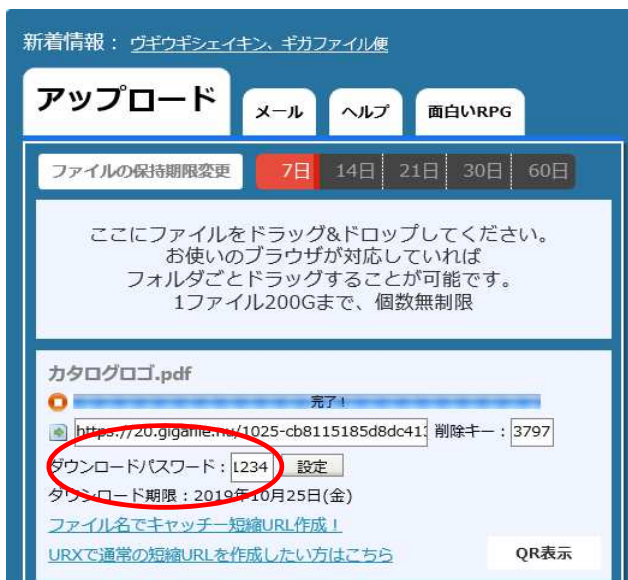 新着情報： ヴギウギシェイキン、ギガファイル便
アップロード メール ヘルプ 面白いRPG
ファイルの保持期限変更 7日 14日 21日 30日 60日
ここにファイルをドラッグ&ドロップしてください。
お使いのブラウザが対応していれば
フォルダごとドラッグすることが可能です。
1ファイル200Gまで、個数無制限
カタログロゴ.pdf
完了！
https://20.gigafile.nu/1025-cb8115185d8dc41 削除キー： 3797
ダウンロードパスワード： 1234 設定
ダウンロード期限：2019年10月25日(金)
ファイル名でキャッチー短縮URL作成！
URXで通常の短縮URLを作成したい方はこちら QR表示